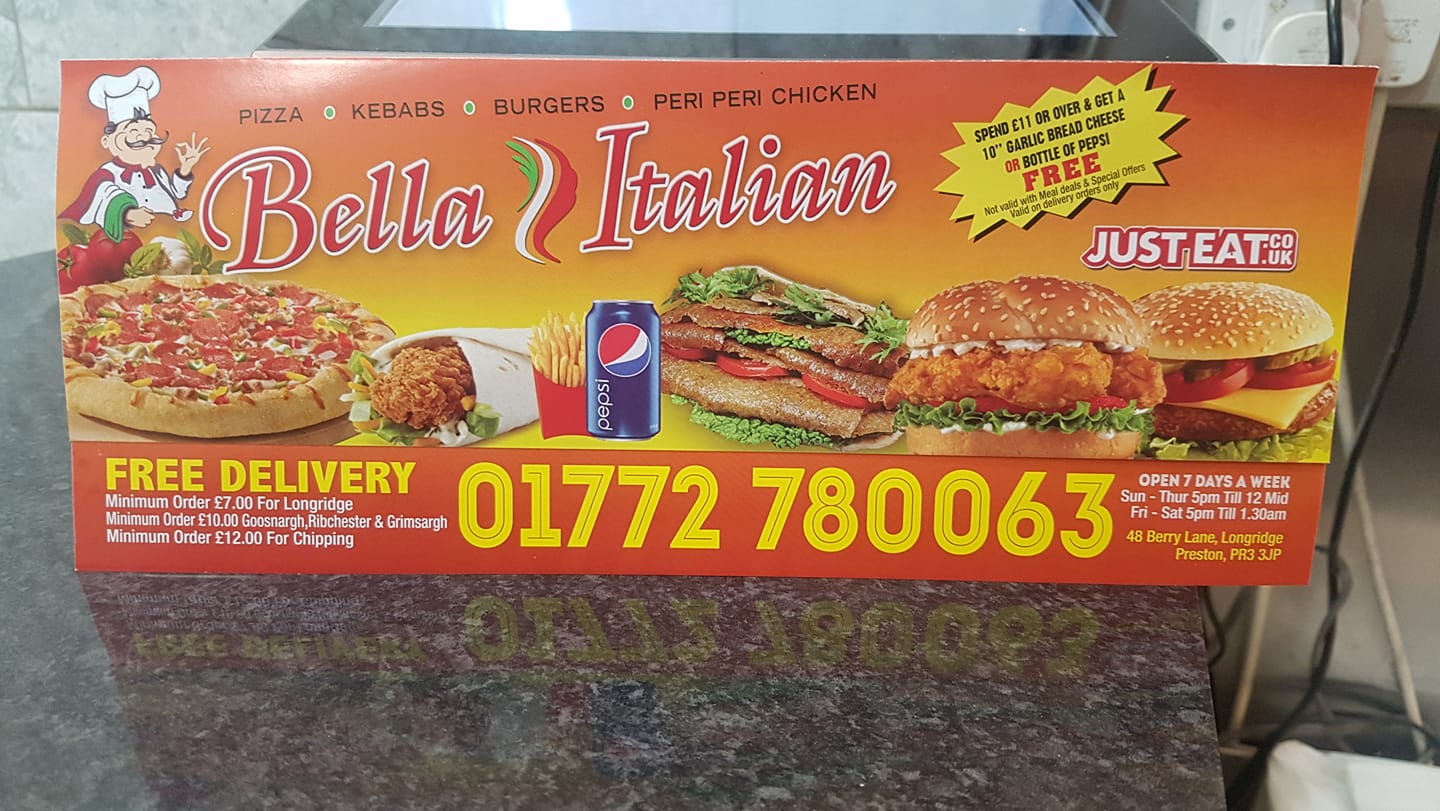 PIZZA • KEBABS • BURGERS • PERI PERI CHICKEN
Bella Italian
SPEND £11 OR OVER & GET A
10" GARLIC BREAD CHEESE
OR BOTTLE OF PEPSI
FREE
Not valid with Meal deals & Special Offers
Valid on delivery orders only
JUST EAT.CO.UK
pepsi
FREE DELIVERY
Minimum Order £7.00 For Longridge
Minimum Order £10.00 Goosnargh,Ribchester & Grimsargh
Minimum Order £12.00 For Chipping
01772 780063
OPEN 7 DAYS A WEEK
Sun - Thur 5pm Till 12 Mid
Fri - Sat 5pm Till 1.30am
48 Berry Lane, Longridge
Preston, PR3 3JP